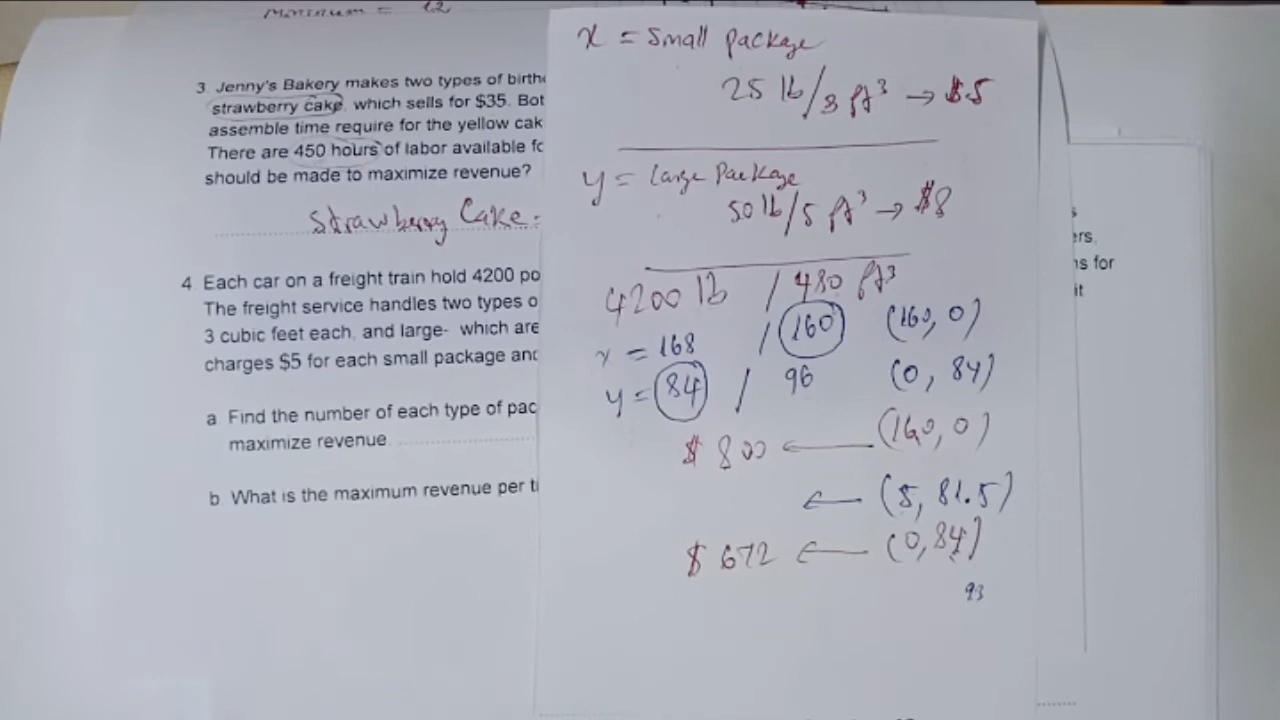 Minimum = 12
3. Jenny's Bakery makes two types of birth
strawberry cake, which sells for $35. Bot
assemble time require for the yellow cak
There are 450 hours of labor available fo
should be made to maximize revenue?
Strawberry Cake =
4 Each car on a freight train hold 4200 po
The freight service handles two types o
3 cubic feet each, and large- which are
charges $5 for each small package and
a. Find the number of each type of pac
maximize revenue.
b. What is the maximum revenue per t
x = Small package
25 lb/3 ft³ → $5
y = Large Package
50 lb/5 ft³ → $8
4200 lb / 480 ft³
x = 168 / 160 (160, 0)
y = 84 / 96 (0, 84)
$ 800 ← (160, 0)
← (5, 81.5)
$ 672 ← (0, 84)
93
ers,
s for
it